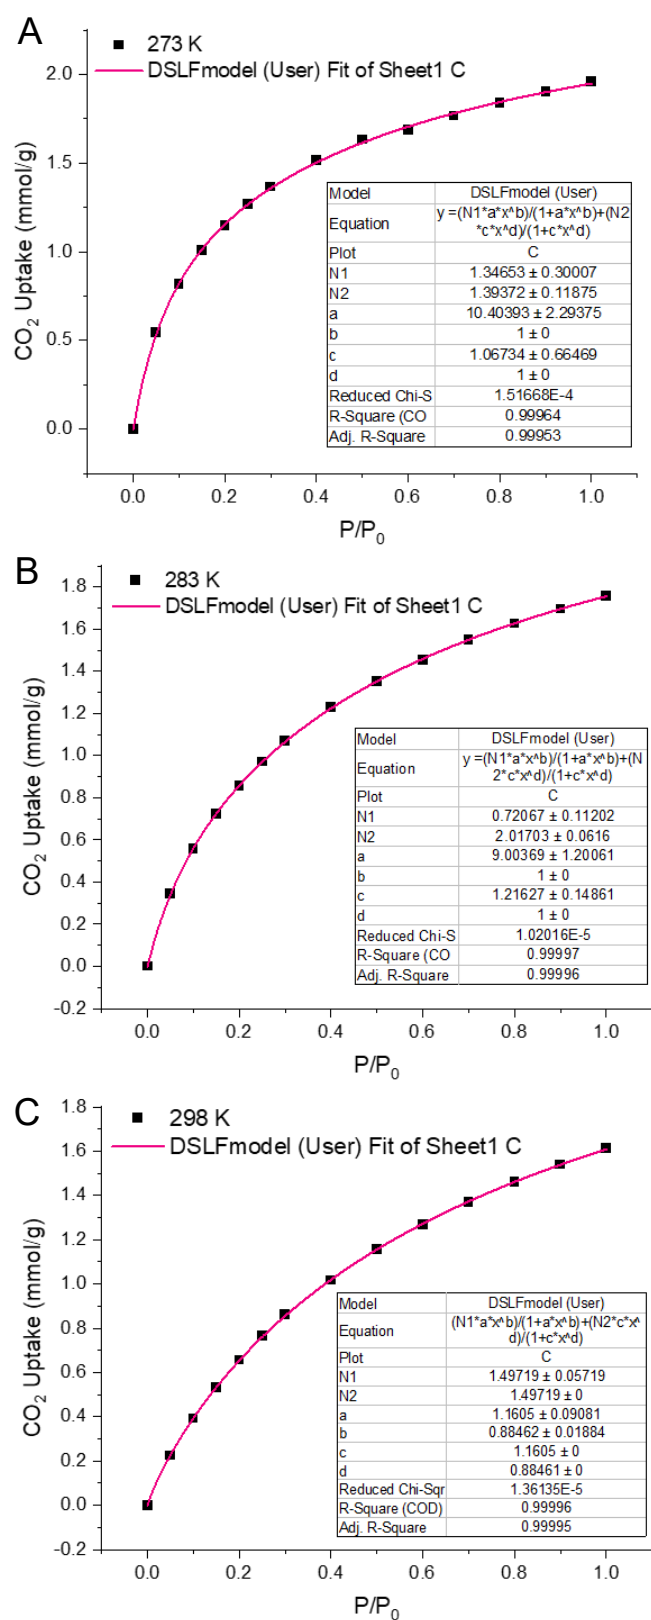 A
273 K
DSLFmodel (User) Fit of Sheet1 C
2.0
1.5
1.0
0.5
0.0
CO₂ Uptake (mmol/g)
Model DSLFmodel (User)
Equation y =(N1*a*x^b)/(1+a*x^b)+(N2
*c*x^d)/(1+c*x^d)
Plot C
N1 1.34653 ± 0.30007
N2 1.39372 ± 0.11875
a 10.40393 ± 2.29375
b 1 ± 0
c 1.06734 ± 0.66469
d 1 ± 0
Reduced Chi-S 1.51668E-4
R-Square (CO 0.99964
Adj. R-Square 0.99953
0.0 0.2 0.4 0.6 0.8 1.0
P/P₀
B
283 K
DSLFmodel (User) Fit of Sheet1 C
1.8
1.6
1.4
1.2
1.0
0.8
0.6
0.4
0.2
0.0
-0.2
CO₂ Uptake (mmol/g)
Model DSLFmodel (User)
Equation y =(N1*a*x^b)/(1+a*x^b)+(N
2*c*x^d)/(1+c*x^d)
Plot C
N1 0.72067 ± 0.11202
N2 2.01703 ± 0.0616
a 9.00369 ± 1.20061
b 1 ± 0
c 1.21627 ± 0.14861
d 1 ± 0
Reduced Chi-S 1.02016E-5
R-Square (CO 0.99997
Adj. R-Square 0.99996
0.0 0.2 0.4 0.6 0.8 1.0
P/P₀
C
298 K
DSLFmodel (User) Fit of Sheet1 C
1.8
1.6
1.4
1.2
1.0
0.8
0.6
0.4
0.2
0.0
-0.2
CO₂ Uptake (mmol/g)
Model DSLFmodel (User)
Equation (N1*a*x^b)/(1+a*x^b)+(N2*c*x^
d)/(1+c*x^d)
Plot C
N1 1.49719 ± 0.05719
N2 1.49719 ± 0
a 1.1605 ± 0.09081
b 0.88462 ± 0.01884
c 1.1605 ± 0
d 0.88461 ± 0
Reduced Chi-Sqr 1.36135E-5
R-Square (COD) 0.99996
Adj. R-Square 0.99995
0.0 0.2 0.4 0.6 0.8 1.0
P/P₀